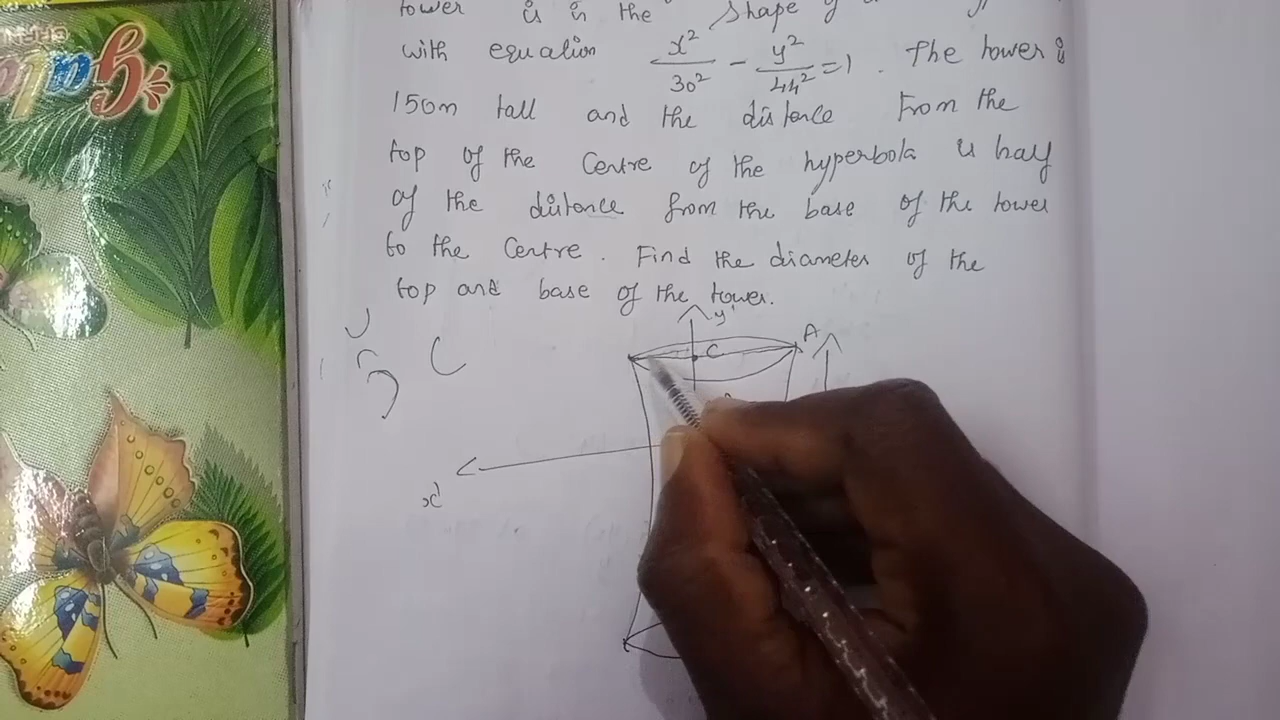 tower is in the shape
with equation x²/30² - y²/44² = 1. The tower is
150m tall and the distance from the
top of the centre of the hyperbola is half
of the distance from the base of the tower
to the centre. Find the diameter of the
top and base of the tower.
y'
A
C
x'